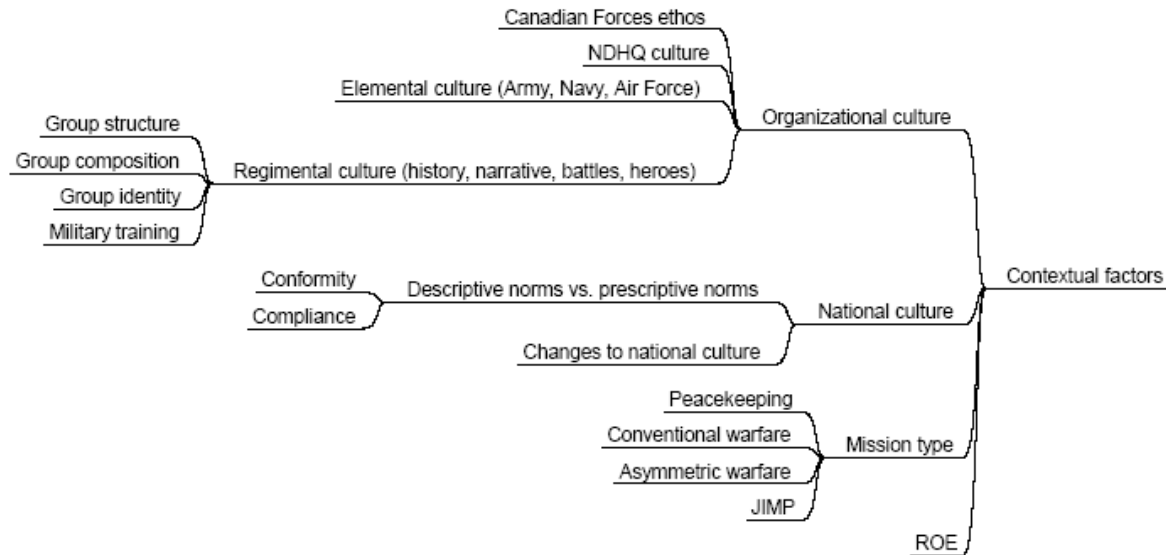 Canadian Forces ethos
NDHQ culture
Elemental culture (Army, Navy, Air Force)
Organizational culture
Group structure
Group composition
Regimental culture (history, narrative, battles, heroes)
Group identity
Military training
Contextual factors
Conformity
Descriptive norms vs. prescriptive norms
Compliance
National culture
Changes to national culture
Peacekeeping
Conventional warfare
Mission type
Asymmetric warfare
JIMP
ROE